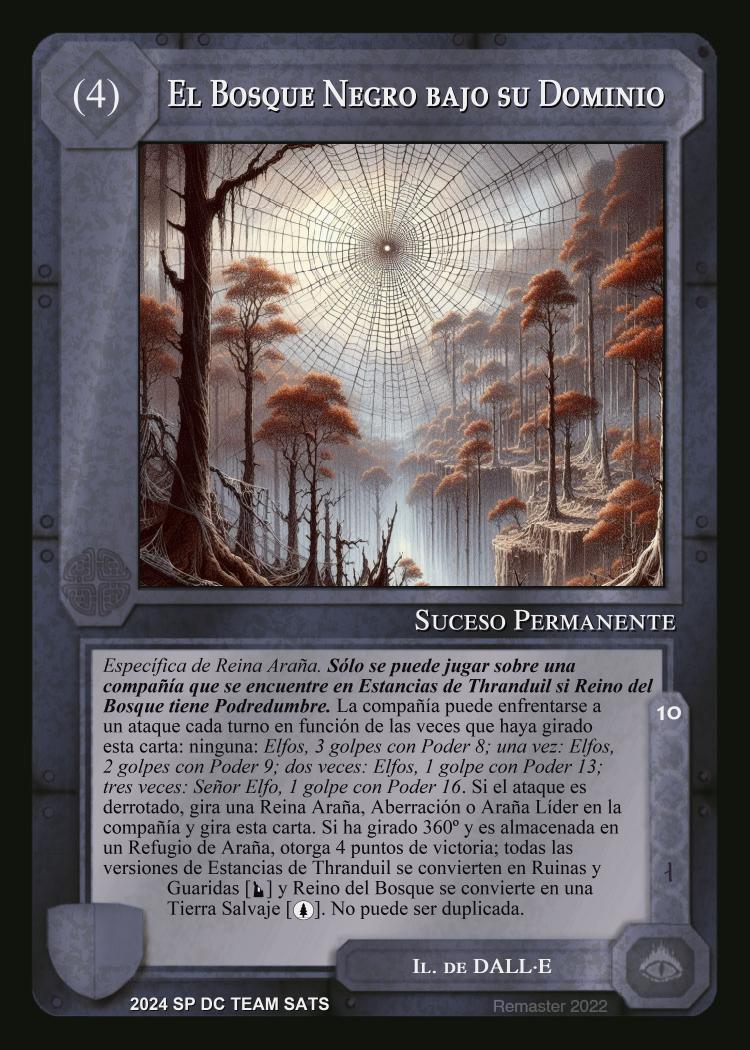 (4)
El Bosque Negro bajo su Dominio
Suceso Permanente
Específica de Reina Araña. Sólo se puede jugar sobre una
compañía que se encuentre en Estancias de Thranduil si Reino del
Bosque tiene Podredumbre. La compañía puede enfrentarse a
un ataque cada turno en función de las veces que haya girado
esta carta: ninguna: Elfos, 3 golpes con Poder 8; una vez: Elfos,
2 golpes con Poder 9; dos veces: Elfos, 1 golpe con Poder 13;
tres veces: Señor Elfo, 1 golpe con Poder 16. Si el ataque es
derrotado, gira una Reina Araña, Aberración o Araña Líder en la
compañía y gira esta carta. Si ha girado 360º y es almacenada en
un Refugio de Araña, otorga 4 puntos de victoria; todas las
versiones de Estancias de Thranduil se convierten en Ruinas y
Guaridas [ ] y Reino del Bosque se convierte en una
Tierra Salvaje [ ]. No puede ser duplicada.
10
Il. de DALL·E
2024 SP DC TEAM SATS
Remaster 2022